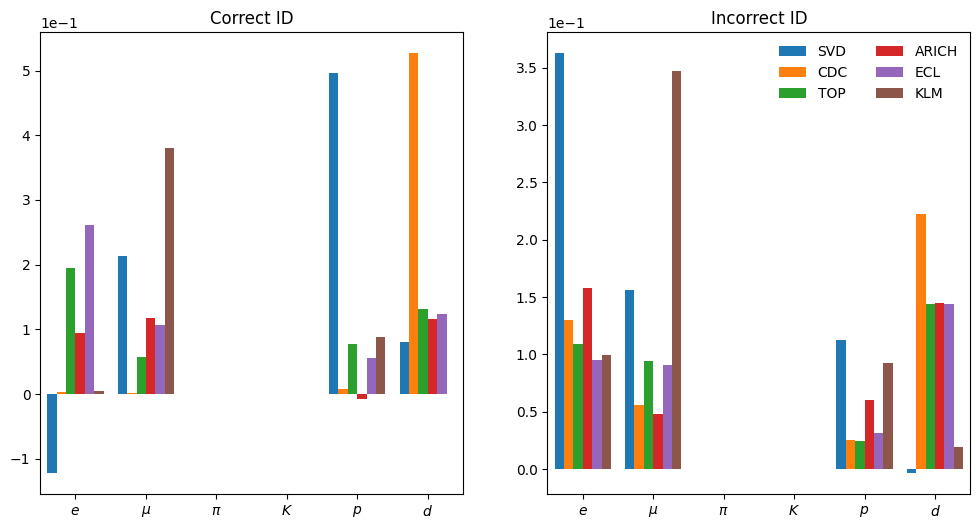 Correct ID
1e−1
5
4
3
2
1
0
−1
e μ π K p d
Incorrect ID
1e−1
3.5
3.0
2.5
2.0
1.5
1.0
0.5
0.0
e μ π K p d
SVD ARICH
CDC ECL
TOP KLM